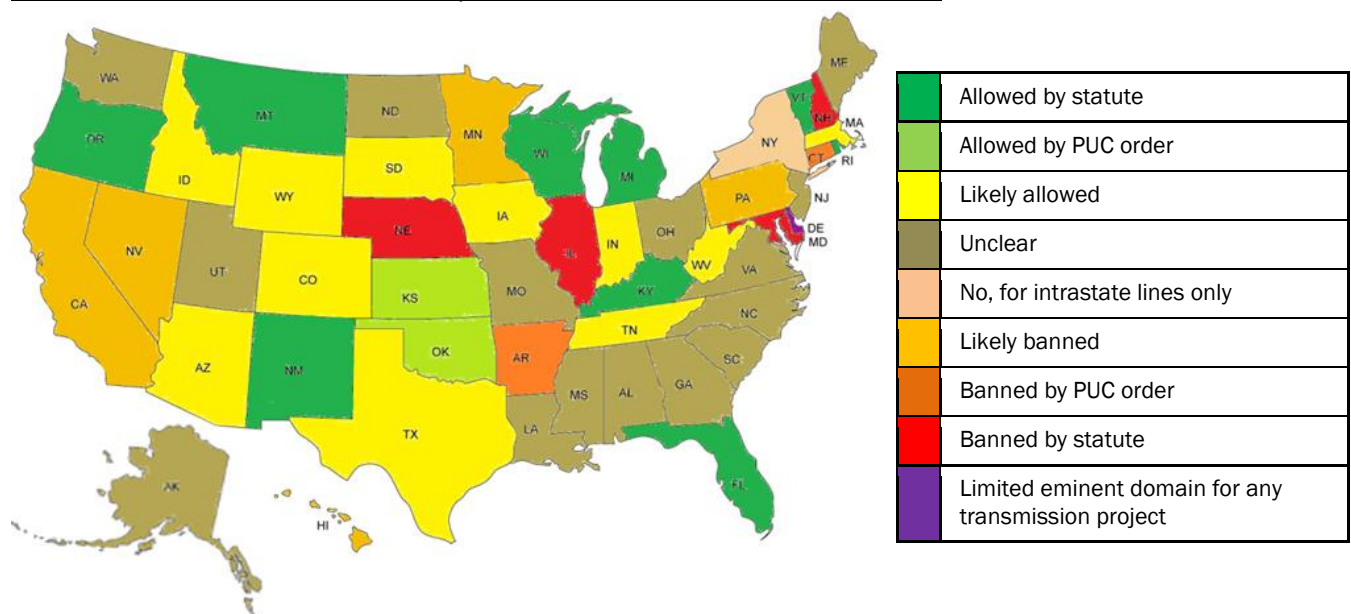 WA
ME
ND
MT
VT
MN
NH
OR
MA
NY
ID
WI
SD
CT
RI
MI
WY
PA
IA
NJ
NE
OH
DE
NV
IN
MD
IL
UT
WV
CO
VA
CA
KS
MO
KY
NC
TN
OK
AR
SC
AZ
NM
MS
AL
GA
LA
TX
FL
AK
HI
Allowed by statute
Allowed by PUC order
Likely allowed
Unclear
No, for intrastate lines only
Likely banned
Banned by PUC order
Banned by statute
Limited eminent domain for any
transmission project